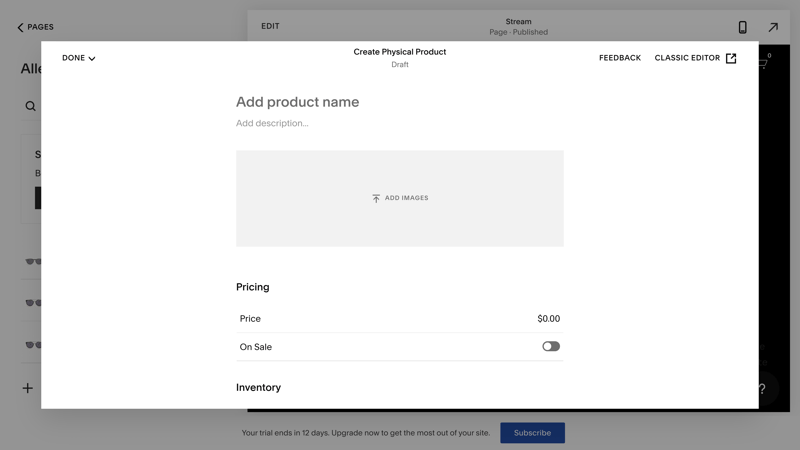 PAGES
EDIT
Stream
Page · Published
0
DONE
Create Physical Product
Draft
FEEDBACK
CLASSIC EDITOR
Add product name
Add description...
ADD IMAGES
Pricing
Price
$0.00
On Sale
Inventory
?
Your trial ends in 12 days. Upgrade now to get the most out of your site.
Subscribe